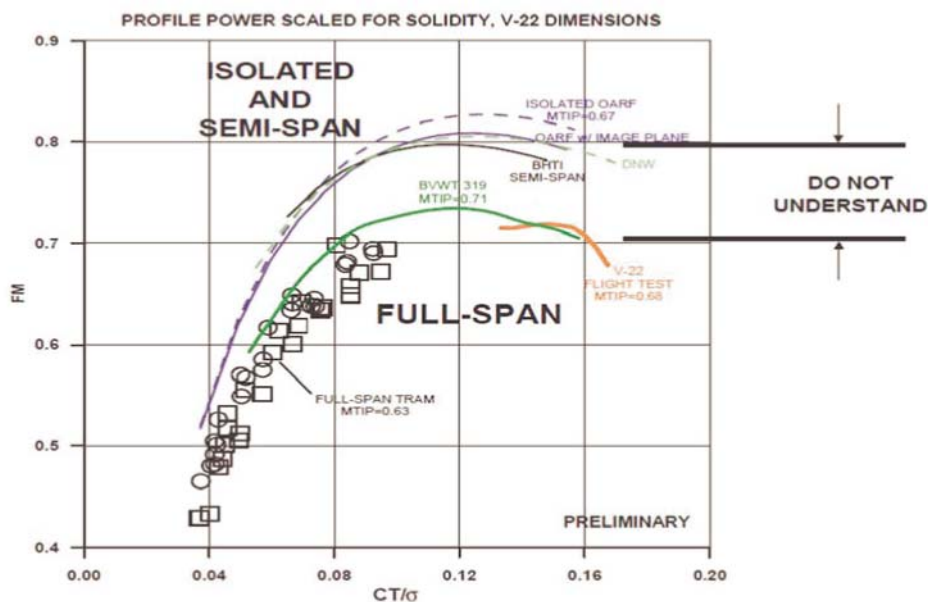 PROFILE POWER SCALED FOR SOLIDITY, V-22 DIMENSIONS
0.9
0.8
0.7
0.6
0.5
0.4
FM
ISOLATED
AND
SEMI-SPAN
ISOLATED OARF
MTIP=0.67
OARF w/ IMAGE PLANE
BHTI
SEMI-SPAN
DNW
BVWT 319
MTIP=0.71
DO NOT
UNDERSTAND
V-22
FLIGHT TEST
MTIP=0.68
FULL-SPAN
FULL-SPAN TRAM
MTIP=0.63
PRELIMINARY
0.00
0.04
0.08
0.12
0.16
0.20
CT/σ